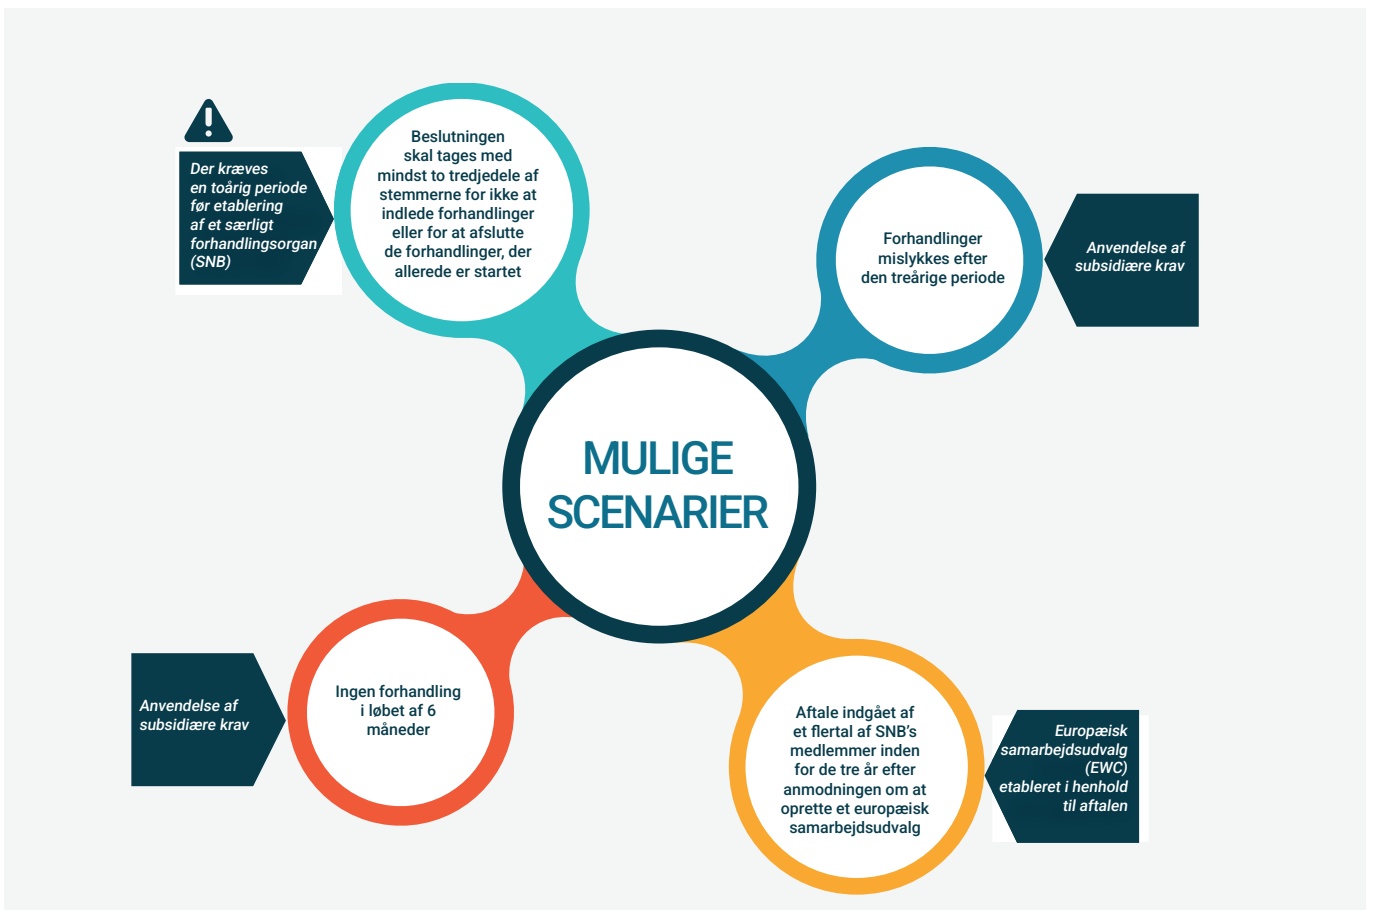 Der kræves
en toårig periode
før etablering
af et særligt
forhandlingsorgan
(SNB)
Beslutningen
skal tages med
mindst to tredjedele af
stemmerne for ikke at
indlede forhandlinger
eller for at afslutte
de forhandlinger, der
allerede er startet
Forhandlinger
mislykkes efter
den treårige periode
Anvendelse af
subsidiære krav
MULIGE
SCENARIER
Anvendelse af
subsidiære krav
Ingen forhandling
i løbet af 6
måneder
Aftale indgået af
et flertal af SNB's
medlemmer inden
for de tre år efter
anmodningen om at
oprette et europæisk
samarbejdsudvalg
Europæisk
samarbejdsudvalg
(EWC)
etableret i henhold
til aftalen